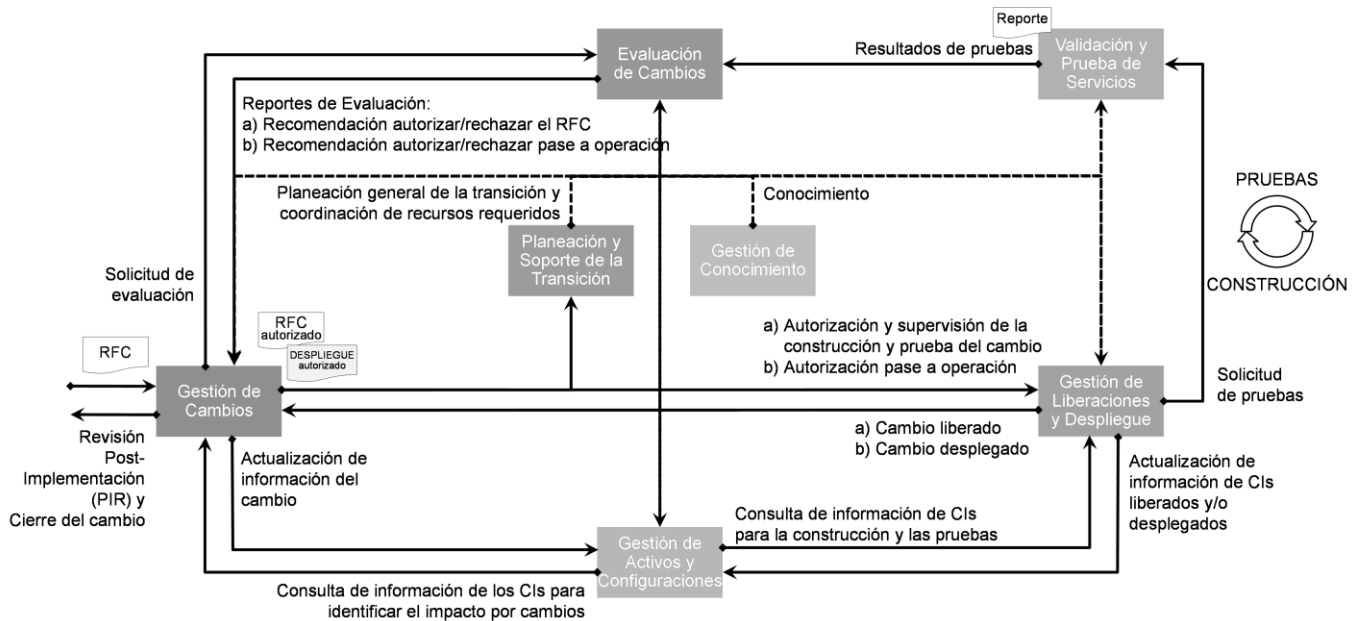 Reporte
Evaluación
de Cambios
Resultados de pruebas
Validación y
Prueba de
Servicios
Reportes de Evaluación:
a) Recomendación autorizar/rechazar el RFC
b) Recomendación autorizar/rechazar pase a operación
Planeación general de la transición y
coordinación de recursos requeridos
Conocimiento
PRUEBAS
CONSTRUCCIÓN
Planeación y
Soporte de la
Transición
Gestión de
Conocimiento
Solicitud de
evaluación
RFC
RFC
autorizado
DESPLIEGUE
autorizado
a) Autorización y supervisión de la
construcción y prueba del cambio
b) Autorización pase a operación
Gestión de
Cambios
Gestión de
Liberaciones
y Despliegue
Solicitud
de pruebas
a) Cambio liberado
b) Cambio desplegado
Revisión
Post-
Implementación
(PIR) y
Cierre del cambio
Actualización de
información del
cambio
Actualización de
información de CIs
liberados y/o
desplegados
Consulta de información de CIs
para la construcción y las pruebas
Gestión de
Activos y
Configuraciones
Consulta de información de los CIs para
identificar el impacto por cambios